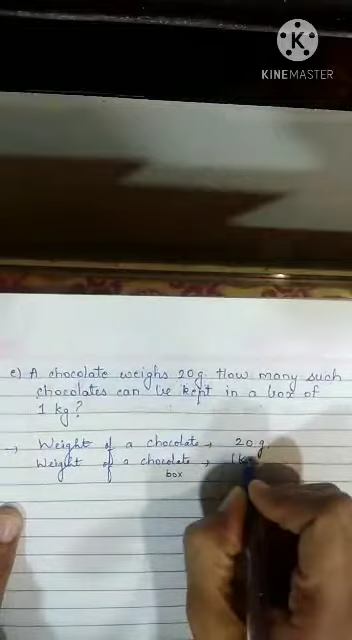 K
KINEMASTER
e) A chocolate weighs 20g. How many such
chocolates can be kept in a box of
1 kg?
→ Weight of a chocolate → 20g.
Weight of a chocolate → 1k
box